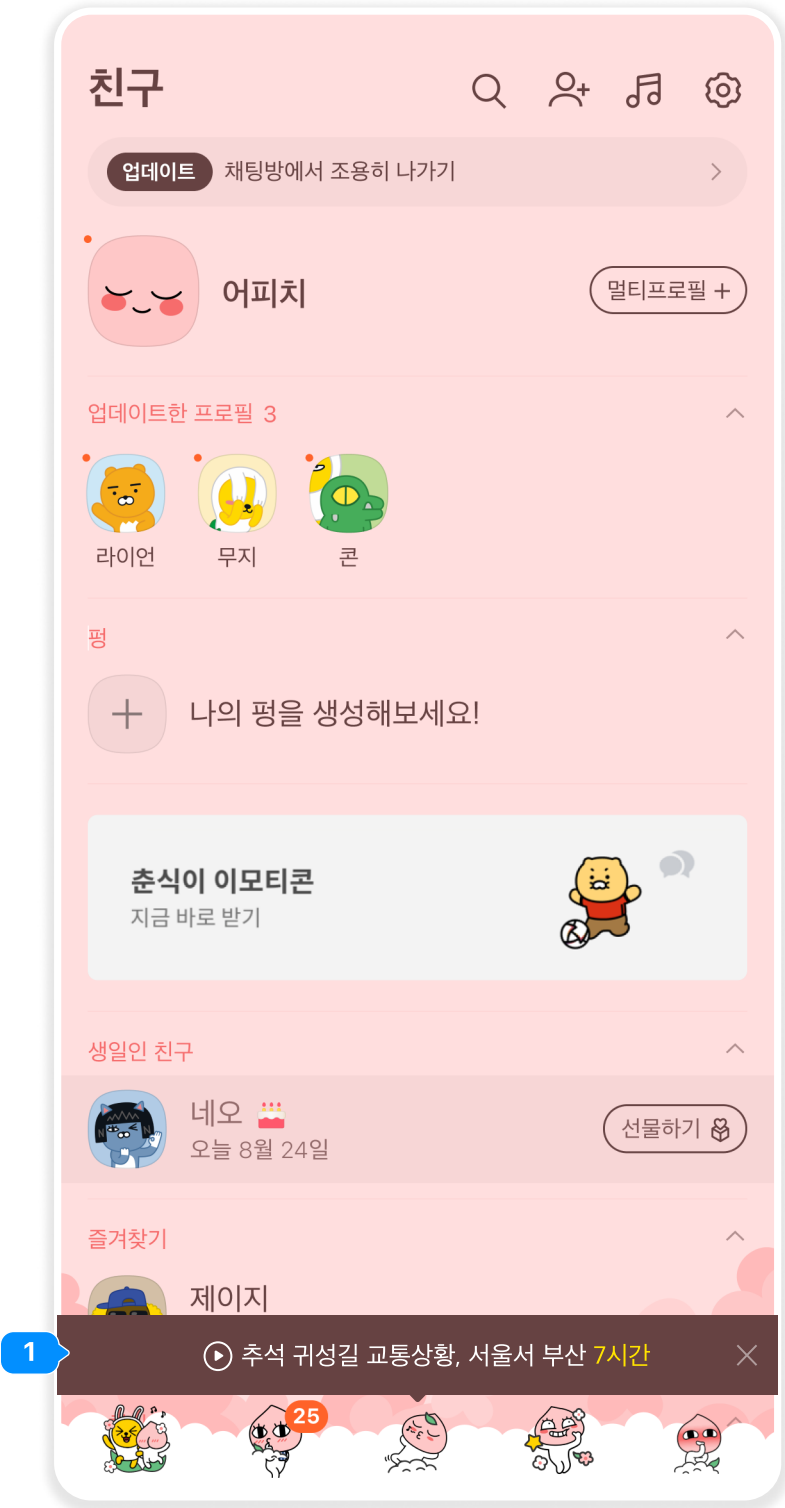 친구
업데이트 채팅방에서 조용히 나가기
어피치
멀티프로필
업데이트한 프로필 3
라이언 무지 콘
펑
나의 펑을 생성해보세요!
춘식이 이모티콘
지금 바로 받기
생일인 친구
네오
오늘 8월 24일
선물하기
즐겨찾기
제이지
1
추석 귀성길 교통상황, 서울서 부산 7시간
25